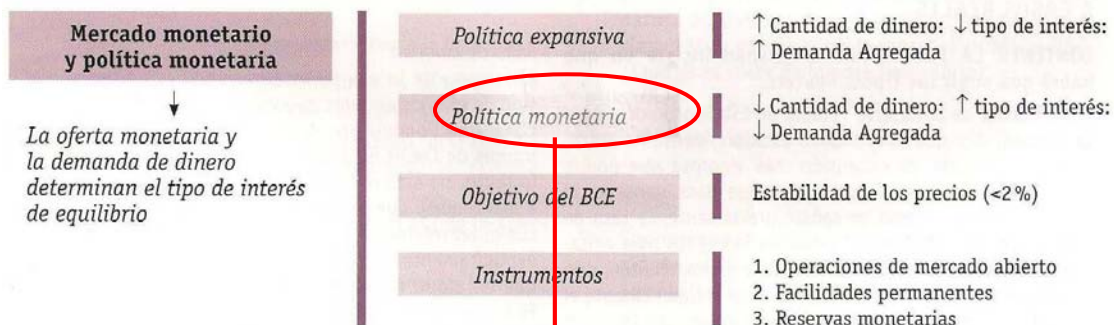 Mercado monetario
y política monetaria
↓
La oferta monetaria y
la demanda de dinero
determinan el tipo de interés
de equilibrio
Política expansiva
↑ Cantidad de dinero: ↓ tipo de interés:
↑ Demanda Agregada
Política monetaria
↓ Cantidad de dinero: ↑ tipo de interés:
↓ Demanda Agregada
Objetivo del BCE
Estabilidad de los precios (<2 %)
Instrumentos
1. Operaciones de mercado abierto
2. Facilidades permanentes
3. Reservas monetarias